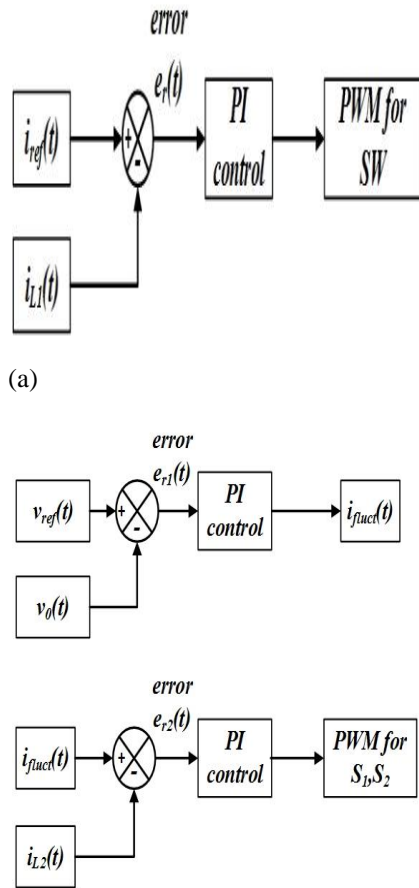 error
e_r(t)
i_ref(t)
+
-
PI
control
PWM for
SW
i_L1(t)
(a)
error
e_r1(t)
v_ref(t)
+
-
PI
control
i_fluct(t)
v_0(t)
error
e_r2(t)
i_fluct(t)
+
-
PI
control
PWM for
S_1,S_2
i_L2(t)